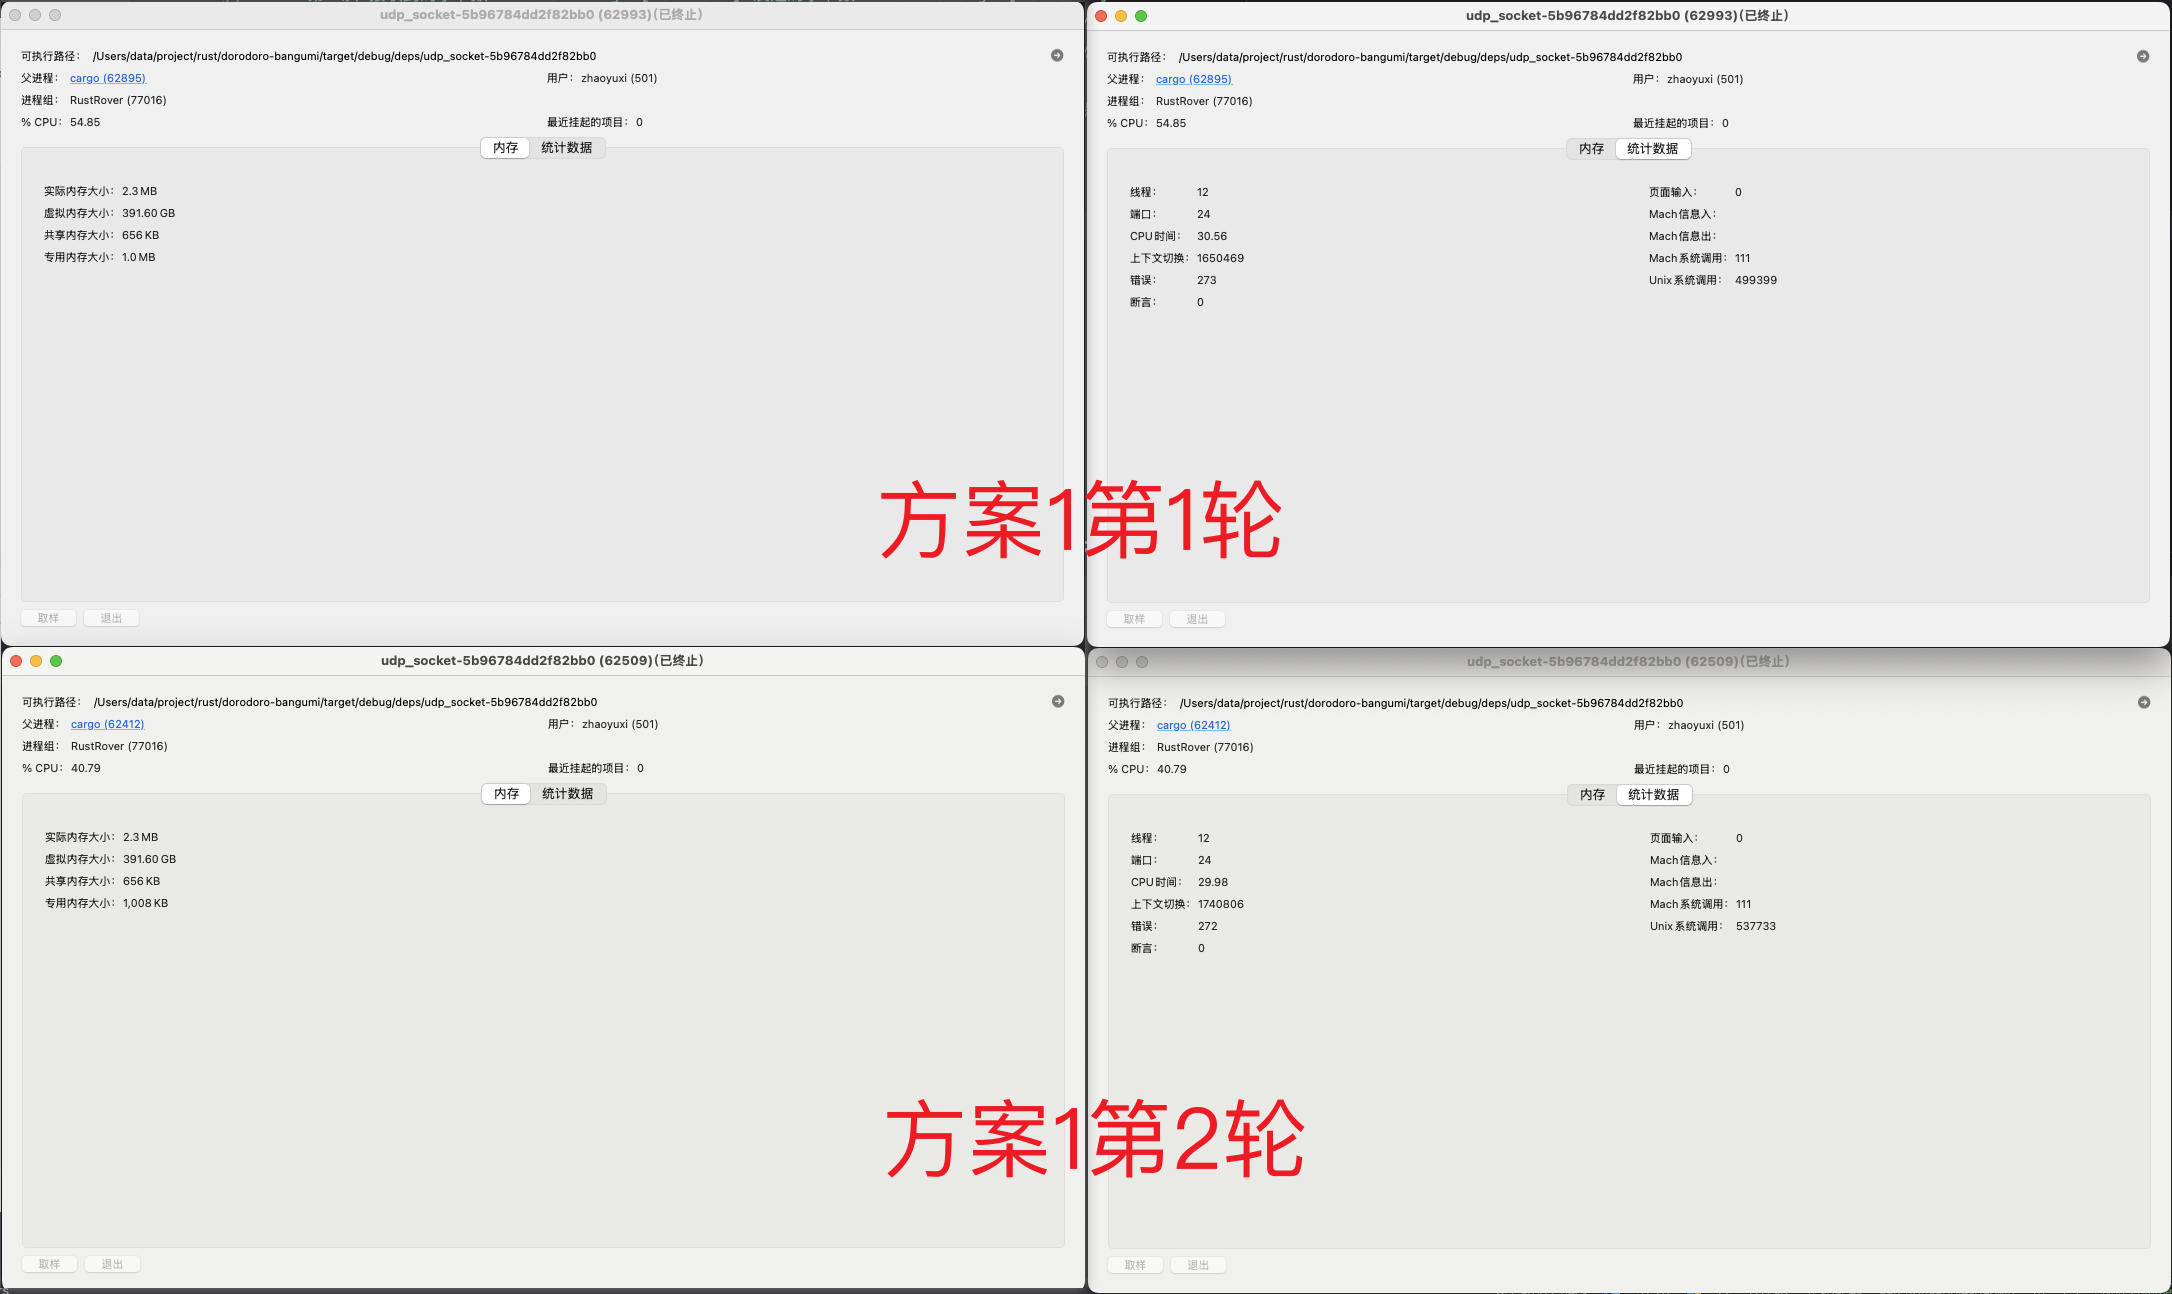 udp_socket-5b96784dd2f82bb0 (62993)(已终止)
可执行路径： /Users/data/project/rust/dorodoro-bangumi/target/debug/deps/udp_socket-5b96784dd2f82bb0
父进程： cargo (62895) 用户： zhaoyuxi (501)
进程组： RustRover (77016)
% CPU： 54.85 最近挂起的项目： 0
内存 统计数据
实际内存大小： 2.3 MB
虚拟内存大小： 391.60 GB
共享内存大小： 656 KB
专用内存大小： 1.0 MB
取样 退出
udp_socket-5b96784dd2f82bb0 (62993)(已终止)
可执行路径： /Users/data/project/rust/dorodoro-bangumi/target/debug/deps/udp_socket-5b96784dd2f82bb0
父进程： cargo (62895) 用户： zhaoyuxi (501)
进程组： RustRover (77016)
% CPU： 54.85 最近挂起的项目： 0
内存 统计数据
线程： 12 页面输入： 0
端口： 24 Mach信息入：
CPU时间： 30.56 Mach信息出：
上下文切换： 1650469 Mach系统调用： 111
错误： 273 Unix系统调用： 499399
断言： 0
取样 退出
方案1第1轮
udp_socket-5b96784dd2f82bb0 (62509)(已终止)
可执行路径： /Users/data/project/rust/dorodoro-bangumi/target/debug/deps/udp_socket-5b96784dd2f82bb0
父进程： cargo (62412) 用户： zhaoyuxi (501)
进程组： RustRover (77016)
% CPU： 40.79 最近挂起的项目： 0
内存 统计数据
实际内存大小： 2.3 MB
虚拟内存大小： 391.60 GB
共享内存大小： 656 KB
专用内存大小： 1,008 KB
取样 退出
udp_socket-5b96784dd2f82bb0 (62509)(已终止)
可执行路径： /Users/data/project/rust/dorodoro-bangumi/target/debug/deps/udp_socket-5b96784dd2f82bb0
父进程： cargo (62412) 用户： zhaoyuxi (501)
进程组： RustRover (77016)
% CPU： 40.79 最近挂起的项目： 0
内存 统计数据
线程： 12 页面输入： 0
端口： 24 Mach信息入：
CPU时间： 29.98 Mach信息出：
上下文切换： 1740806 Mach系统调用： 111
错误： 272 Unix系统调用： 537733
断言： 0
取样 退出
方案1第2轮